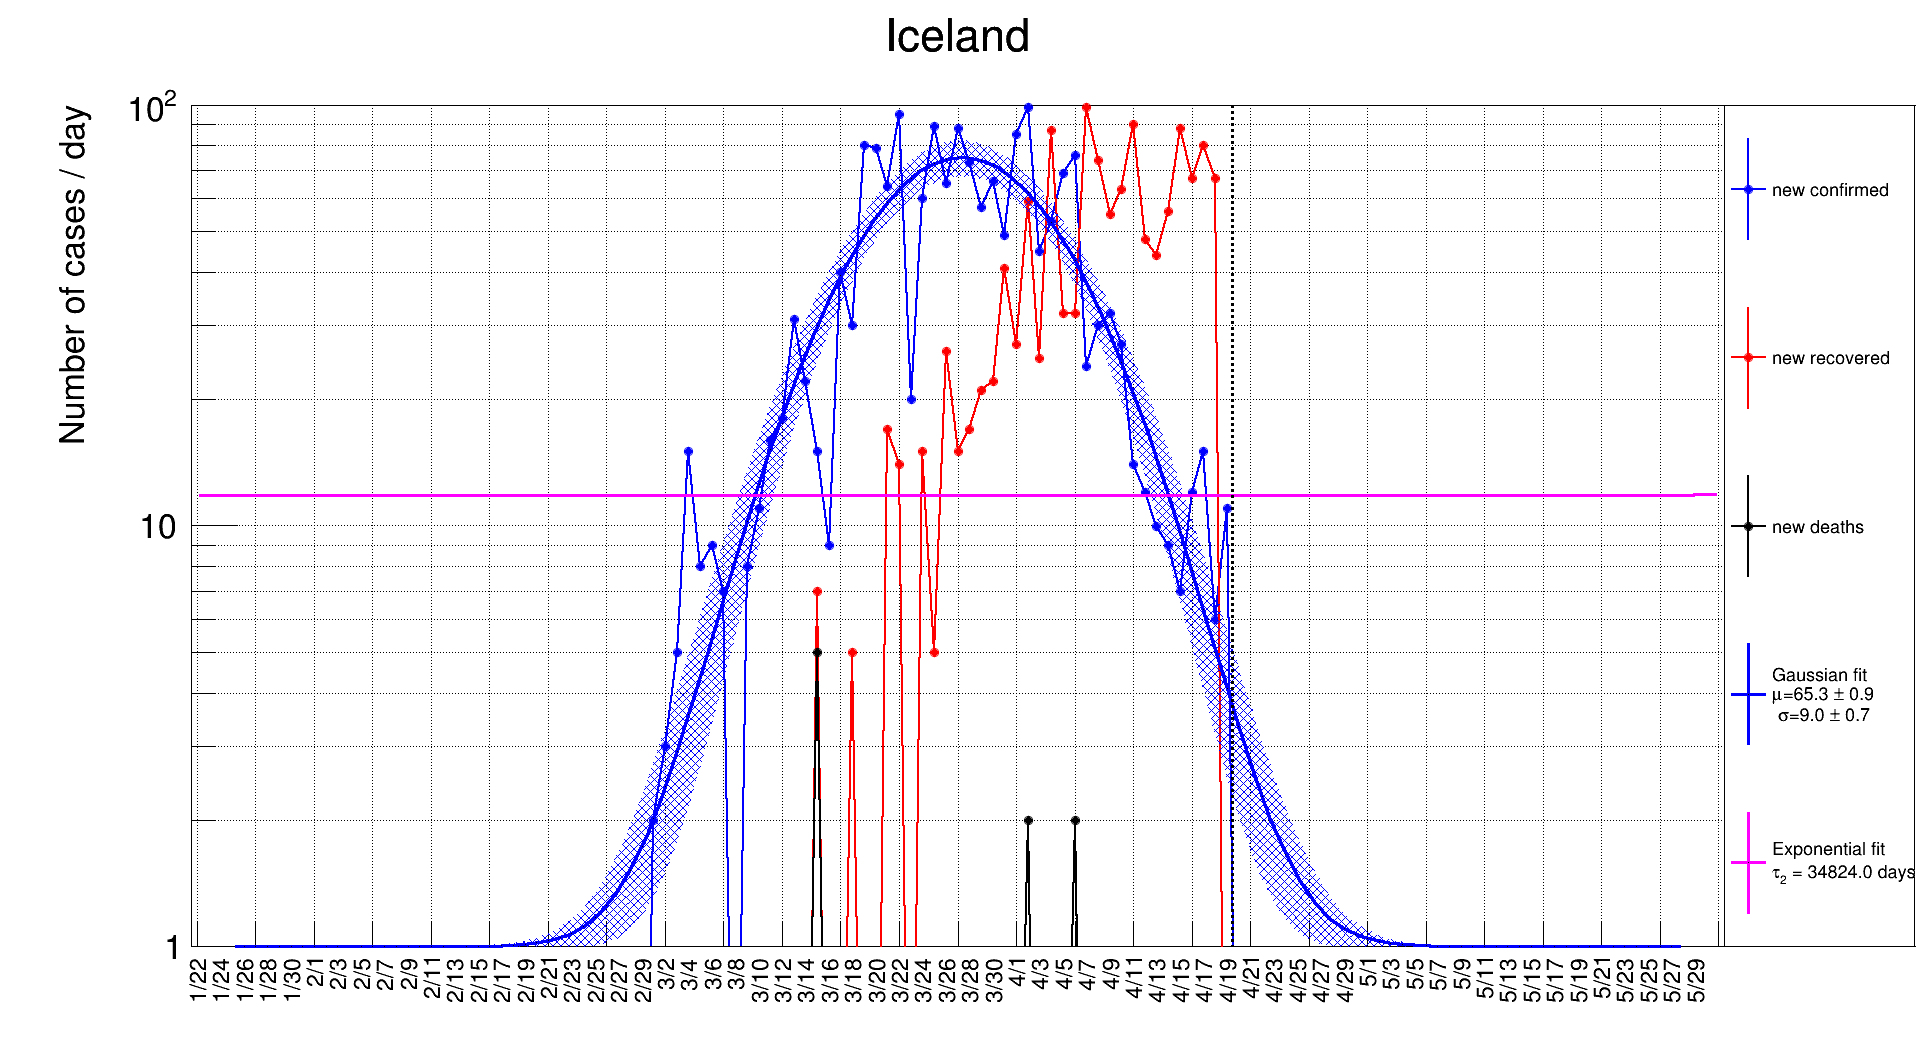 Iceland
Number of cases / day
10²
10
1
1/22 1/24 1/26 1/28 1/30 2/1 2/3 2/5 2/7 2/9 2/11 2/13 2/15 2/17 2/19 2/21 2/23 2/25 2/27 2/29 3/2 3/4 3/6 3/8 3/10 3/12 3/14 3/16 3/18 3/20 3/22 3/24 3/26 3/28 3/30 4/1 4/3 4/5 4/7 4/9 4/11 4/13 4/15 4/17 4/19 4/21 4/23 4/25 4/27 4/29 5/1 5/3 5/5 5/7 5/9 5/11 5/13 5/15 5/17 5/19 5/21 5/23 5/25 5/27 5/29
new confirmed
new recovered
new deaths
Gaussian fit
μ=65.3 ± 0.9
σ=9.0 ± 0.7
Exponential fit
τ₂ = 34824.0 days